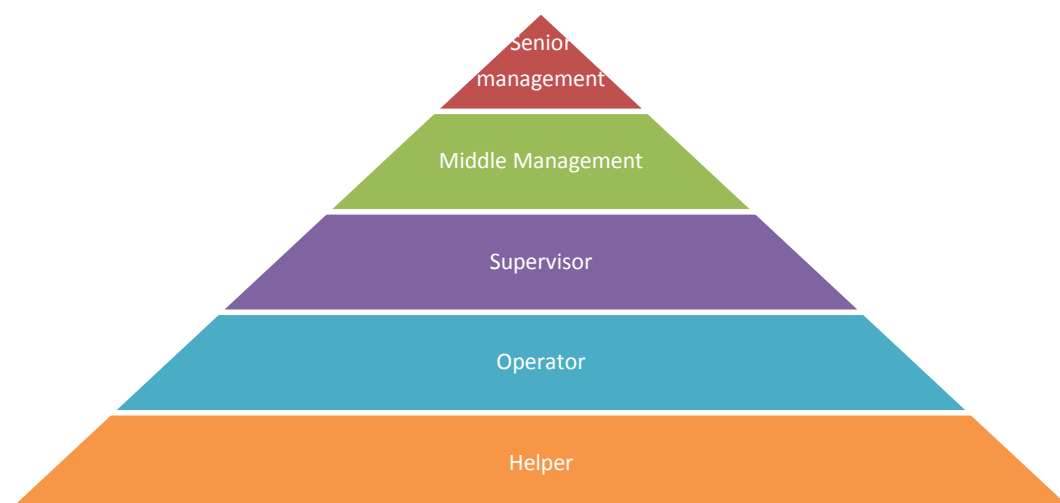 Senior
management
Middle Management
Supervisor
Operator
Helper